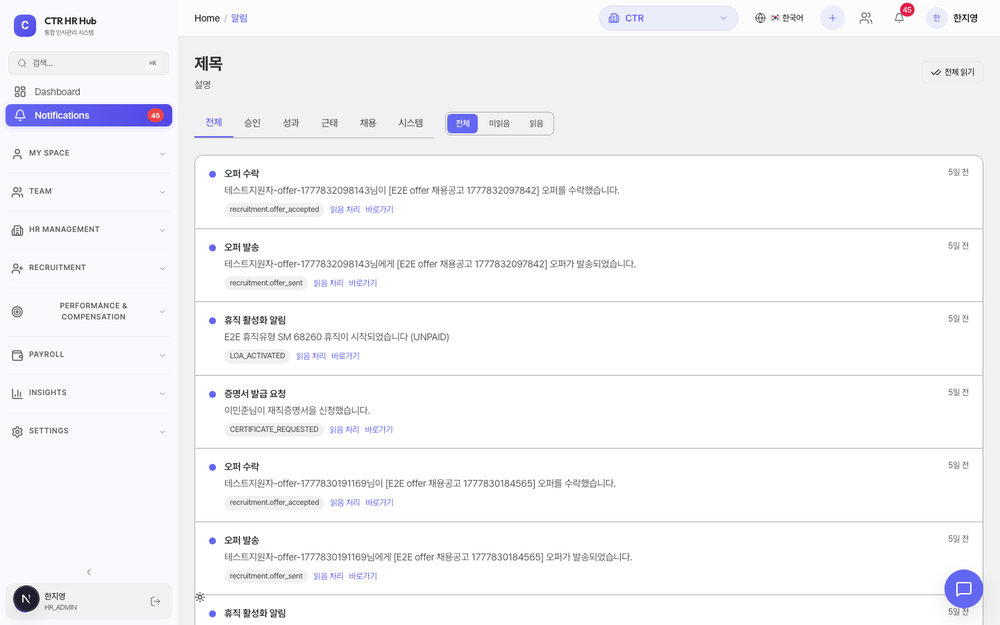 C
CTR HR Hub
통합 인사관리 시스템
검색...
⌘K
Dashboard
Notifications
45
MY SPACE
TEAM
HR MANAGEMENT
RECRUITMENT
PERFORMANCE &
COMPENSATION
PAYROLL
INSIGHTS
SETTINGS
N
한지영
HR_ADMIN
Home / 알림
CTR
한국어
45
한
한지영
제목
설명
전체 읽기
전체
승인
성과
근태
채용
시스템
전체
미읽음
읽음
오퍼 수락
5일 전
테스트지원자-offer-1777832098143님이 [E2E offer 채용공고 1777832097842] 오퍼를 수락했습니다.
recruitment.offer_accepted 읽음 처리 바로가기
오퍼 발송
5일 전
테스트지원자-offer-1777832098143님에게 [E2E offer 채용공고 1777832097842] 오퍼가 발송되었습니다.
recruitment.offer_sent 읽음 처리 바로가기
휴직 활성화 알림
5일 전
E2E 휴직유형 SM 68260 휴직이 시작되었습니다 (UNPAID)
LOA_ACTIVATED 읽음 처리 바로가기
증명서 발급 요청
5일 전
이민준님이 재직증명서을 신청했습니다.
CERTIFICATE_REQUESTED 읽음 처리 바로가기
오퍼 수락
5일 전
테스트지원자-offer-1777830191169님이 [E2E offer 채용공고 1777830184565] 오퍼를 수락했습니다.
recruitment.offer_accepted 읽음 처리 바로가기
오퍼 발송
5일 전
테스트지원자-offer-1777830191169님에게 [E2E offer 채용공고 1777830184565] 오퍼가 발송되었습니다.
recruitment.offer_sent 읽음 처리 바로가기
휴직 활성화 알림
5일 전